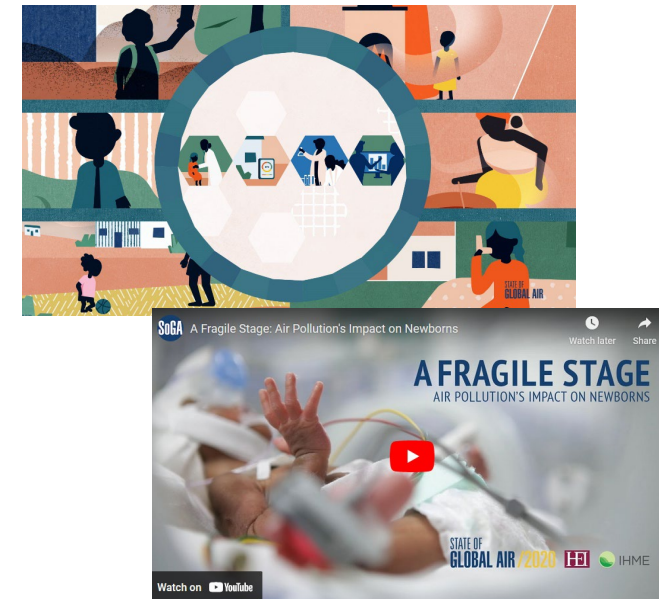 STATE OF
GLOBAL AIR
SoGA A Fragile Stage: Air Pollution's Impact on Newborns
Watch later Share
A FRAGILE STAGE
AIR POLLUTION'S IMPACT ON NEWBORNS
STATE OF
GLOBAL AIR //2020 HEI IHME
Watch on YouTube